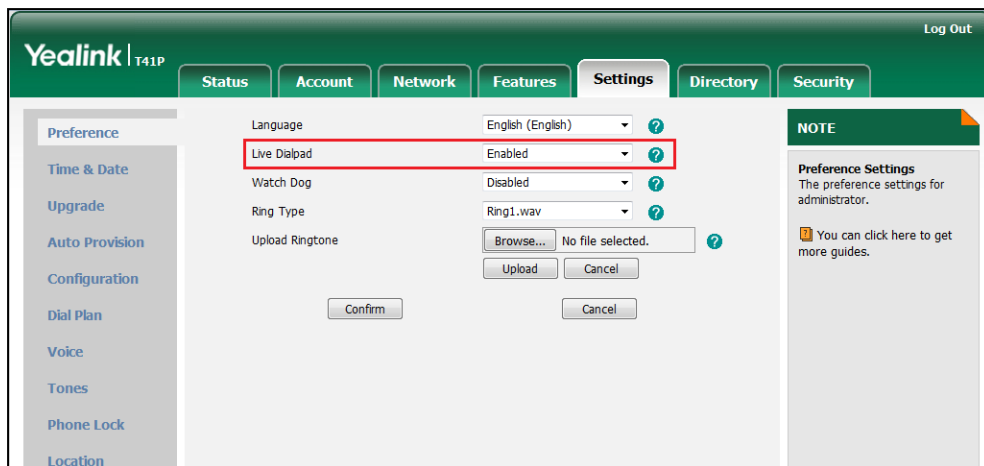 Log Out
Yealink T41P
Status Account Network Features Settings Directory Security
Preference
Time & Date
Upgrade
Auto Provision
Configuration
Dial Plan
Voice
Tones
Phone Lock
Location
Language English (English) ?
Live Dialpad Enabled ?
Watch Dog Disabled ?
Ring Type Ring1.wav ?
Upload Ringtone Browse... No file selected. ?
Upload Cancel
Confirm Cancel
NOTE
Preference Settings
The preference settings for
administrator.
? You can click here to get
more guides.